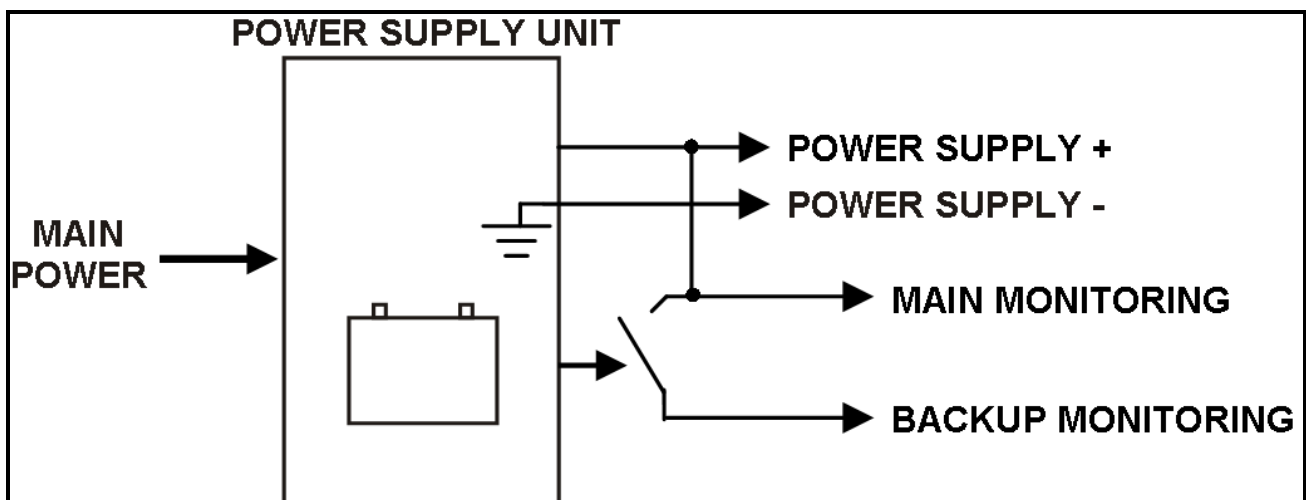 POWER SUPPLY UNIT
POWER SUPPLY +
POWER SUPPLY -
MAIN
POWER
MAIN MONITORING
BACKUP MONITORING